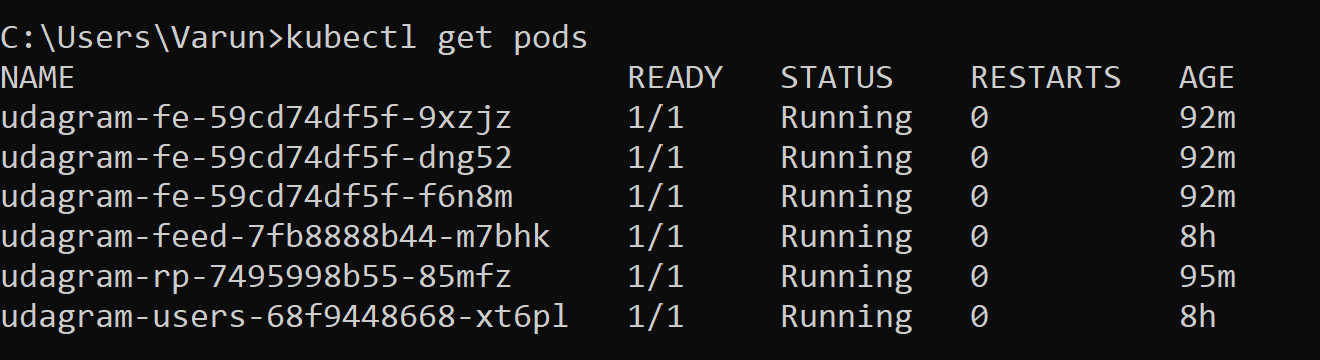 C:\Users\Varun>kubectl get pods
NAME READY STATUS RESTARTS AGE
udagram-fe-59cd74df5f-9xzjz 1/1 Running 0 92m
udagram-fe-59cd74df5f-dng52 1/1 Running 0 92m
udagram-fe-59cd74df5f-f6n8m 1/1 Running 0 92m
udagram-feed-7fb8888b44-m7bhk 1/1 Running 0 8h
udagram-rp-7495998b55-85mfz 1/1 Running 0 95m
udagram-users-68f9448668-xt6pl 1/1 Running 0 8h